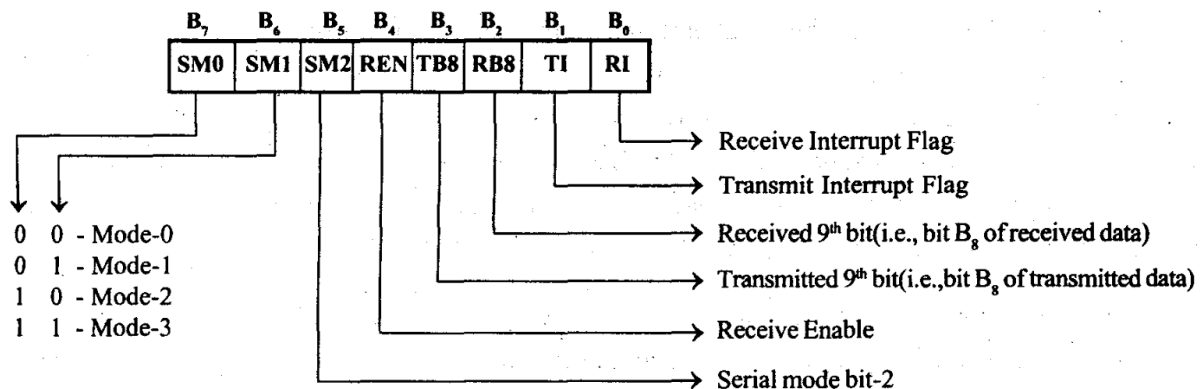 B₇ B₆ B₅ B₄ B₃ B₂ B₁ B₀
SM0 SM1 SM2 REN TB8 RB8 TI RI
Receive Interrupt Flag
Transmit Interrupt Flag
Received 9ᵗʰ bit(i.e., bit B₈ of received data)
Transmitted 9ᵗʰ bit(i.e.,bit B₈ of transmitted data)
Receive Enable
Serial mode bit-2
0 0 - Mode-0
0 1 - Mode-1
1 0 - Mode-2
1 1 - Mode-3